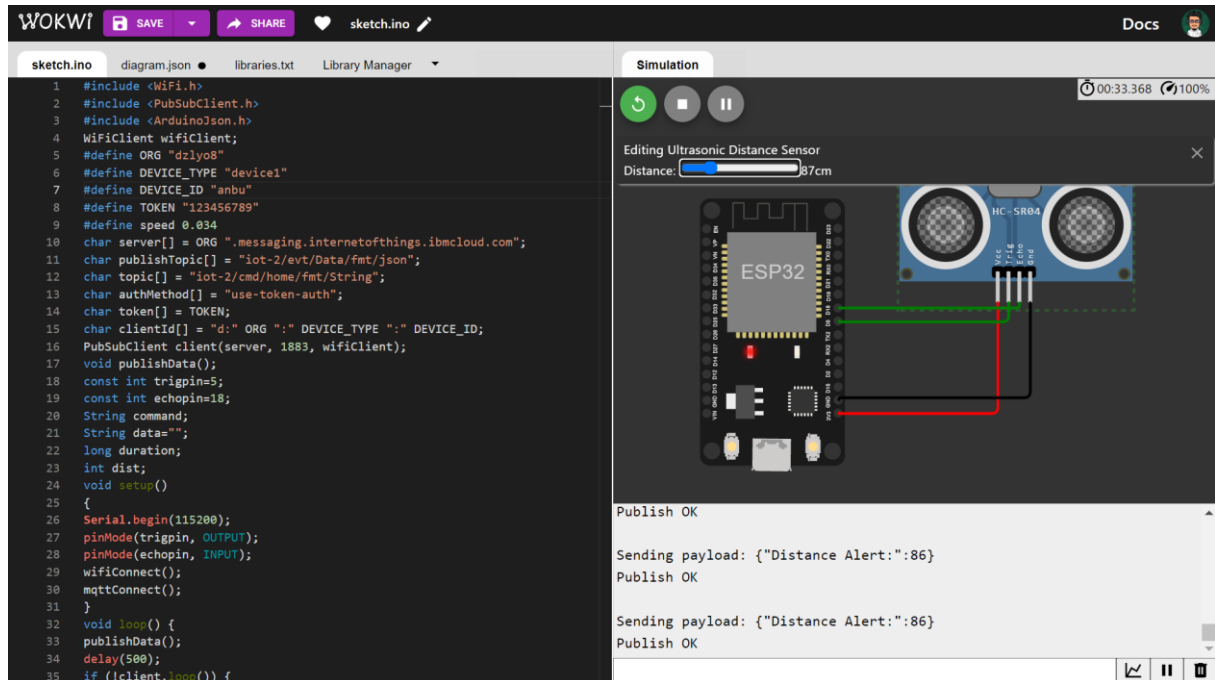 WOKWI SAVE SHARE sketch.ino Docs
sketch.ino diagram.json ● libraries.txt Library Manager
Simulation
1 #include <WiFi.h>
2 #include <PubSubClient.h>
3 #include <ArduinoJson.h>
4 WiFiClient wifiClient;
5 #define ORG "dzlyo8"
6 #define DEVICE_TYPE "device1"
7 #define DEVICE_ID "anbu"
8 #define TOKEN "123456789"
9 #define speed 0.034
10 char server[] = ORG ".messaging.internetofthings.ibmcloud.com";
11 char publishTopic[] = "iot-2/evt/Data/fmt/json";
12 char topic[] = "iot-2/cmd/home/fmt/String";
13 char authMethod[] = "use-token-auth";
14 char token[] = TOKEN;
15 char clientId[] = "d:" ORG ":" DEVICE_TYPE ":" DEVICE_ID;
16 PubSubClient client(server, 1883, wifiClient);
17 void publishData();
18 const int trigpin=5;
19 const int echopin=18;
20 String command;
21 String data="";
22 long duration;
23 int dist;
24 void setup()
25 {
26 Serial.begin(115200);
27 pinMode(trigpin, OUTPUT);
28 pinMode(echopin, INPUT);
29 wifiConnect();
30 mqttConnect();
31 }
32 void loop() {
33 publishData();
34 delay(500);
35 if (!client.loop()) {
00:33.368 100%
Editing Ultrasonic Distance Sensor
Distance: 87cm
HC-SR04
Vcc
Trig
Echo
Gnd
ESP32
Publish OK
Sending payload: {"Distance Alert:":86}
Publish OK
Sending payload: {"Distance Alert:":86}
Publish OK